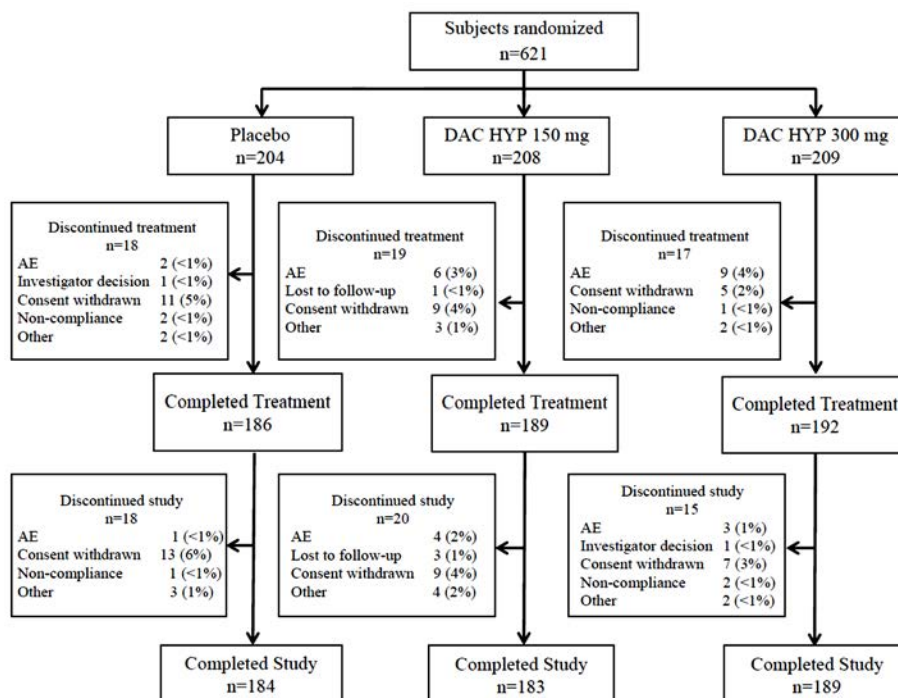 Subjects randomized
n=621
Placebo
n=204
DAC HYP 150 mg
n=208
DAC HYP 300 mg
n=209
Discontinued treatment
n=18
AE 2 (<1%)
Investigator decision 1 (<1%)
Consent withdrawn 11 (5%)
Non-compliance 2 (<1%)
Other 2 (<1%)
Discontinued treatment
n=19
AE 6 (3%)
Lost to follow-up 1 (<1%)
Consent withdrawn 9 (4%)
Other 3 (1%)
Discontinued treatment
n=17
AE 9 (4%)
Consent withdrawn 5 (2%)
Non-compliance 1 (<1%)
Other 2 (<1%)
Completed Treatment
n=186
Completed Treatment
n=189
Completed Treatment
n=192
Discontinued study
n=18
AE 1 (<1%)
Consent withdrawn 13 (6%)
Non-compliance 1 (<1%)
Other 3 (1%)
Discontinued study
n=20
AE 4 (2%)
Lost to follow-up 3 (1%)
Consent withdrawn 9 (4%)
Other 4 (2%)
Discontinued study
n=15
AE 3 (1%)
Investigator decision 1 (<1%)
Consent withdrawn 7 (3%)
Non-compliance 2 (<1%)
Other 2 (<1%)
Completed Study
n=184
Completed Study
n=183
Completed Study
n=189